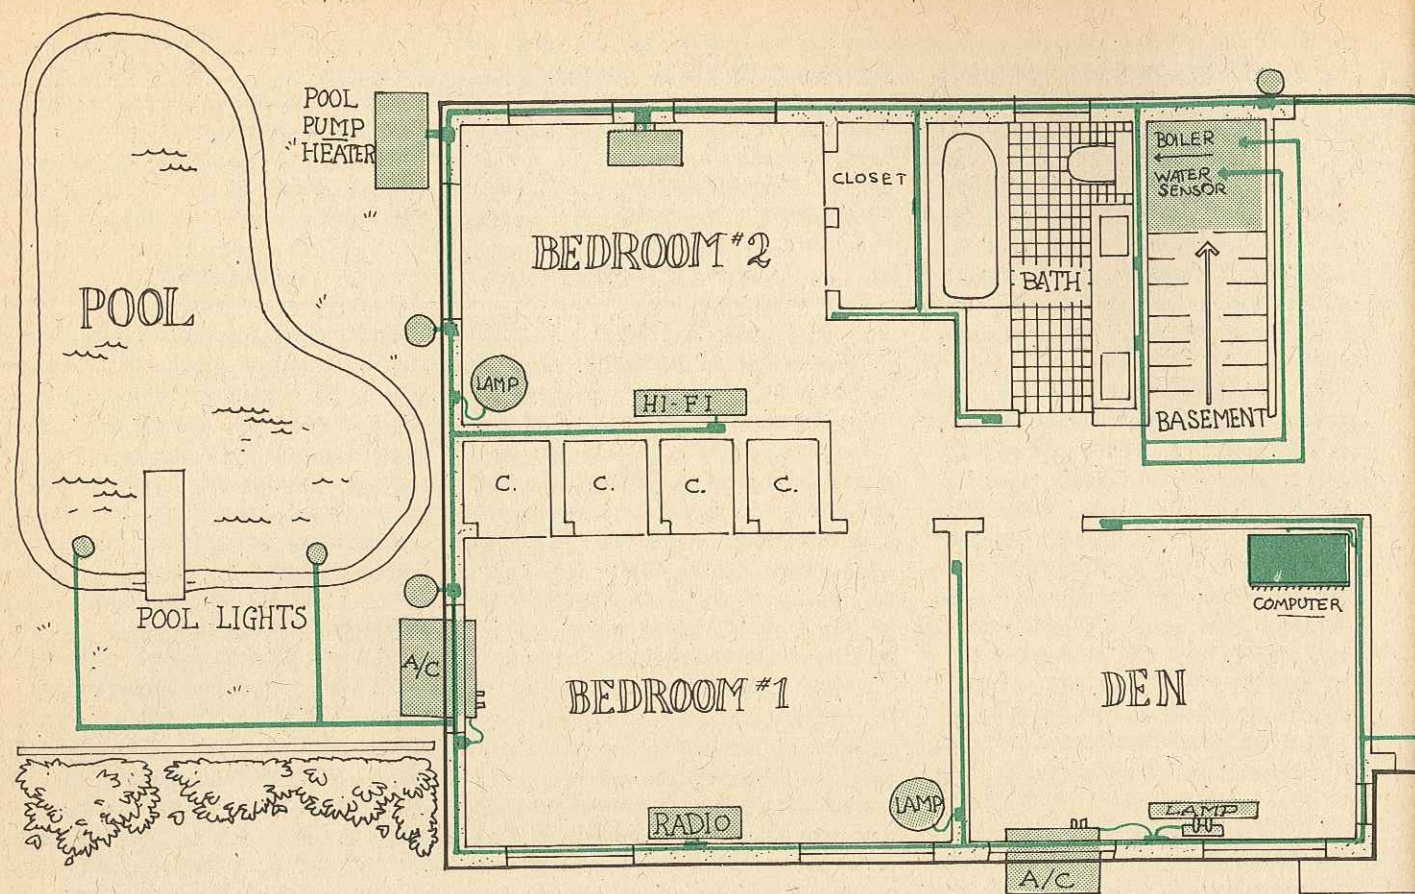 POOL
PUMP
HEATER
BOILER
WATER
SENSOR
CLOSET
BEDROOM #2
BATH
POOL
LAMP
HI-FI
BASEMENT
C.
C.
C.
C.
COMPUTER
POOL LIGHTS
A/C
BEDROOM #1
DEN
LAMP
LAMP
RADIO
A/C